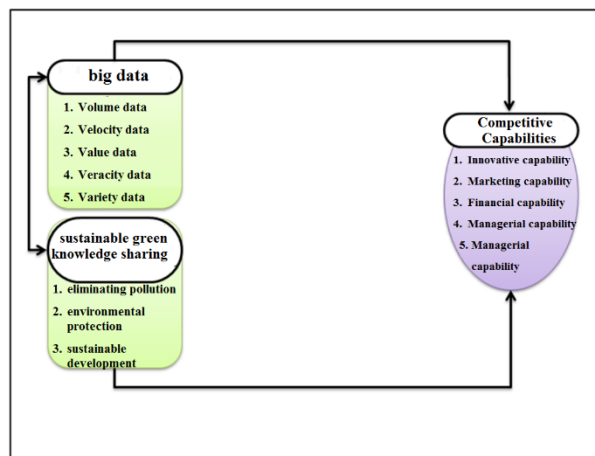 big data
1. Volume data
2. Velocity data
3. Value data
4. Veracity data
5. Variety data
sustainable green
knowledge sharing
1. eliminating pollution
2. environmental
protection
3. sustainable
development
Competitive
Capabilities
1. Innovative capability
2. Marketing capability
3. Financial capability
4. Managerial capability
5. Managerial
capability